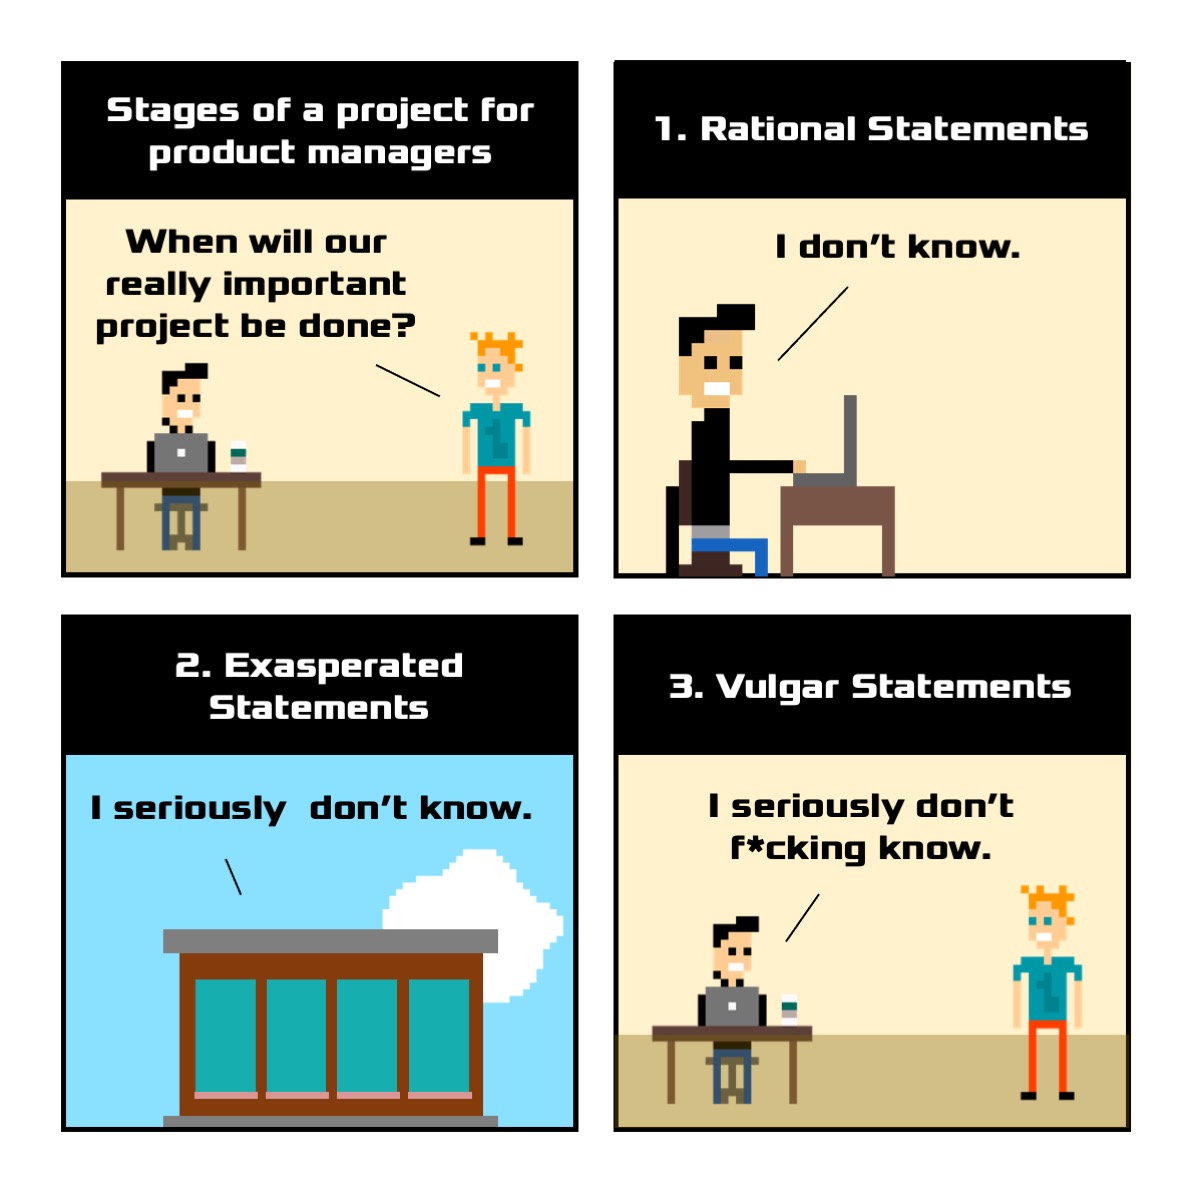 Stages of a project for
product managers
When will our
really important
project be done?
1. Rational Statements
I don’t know.
2. Exasperated
Statements
I seriously  don’t know.
3. Vulgar Statements
I seriously don’t
f*cking know.